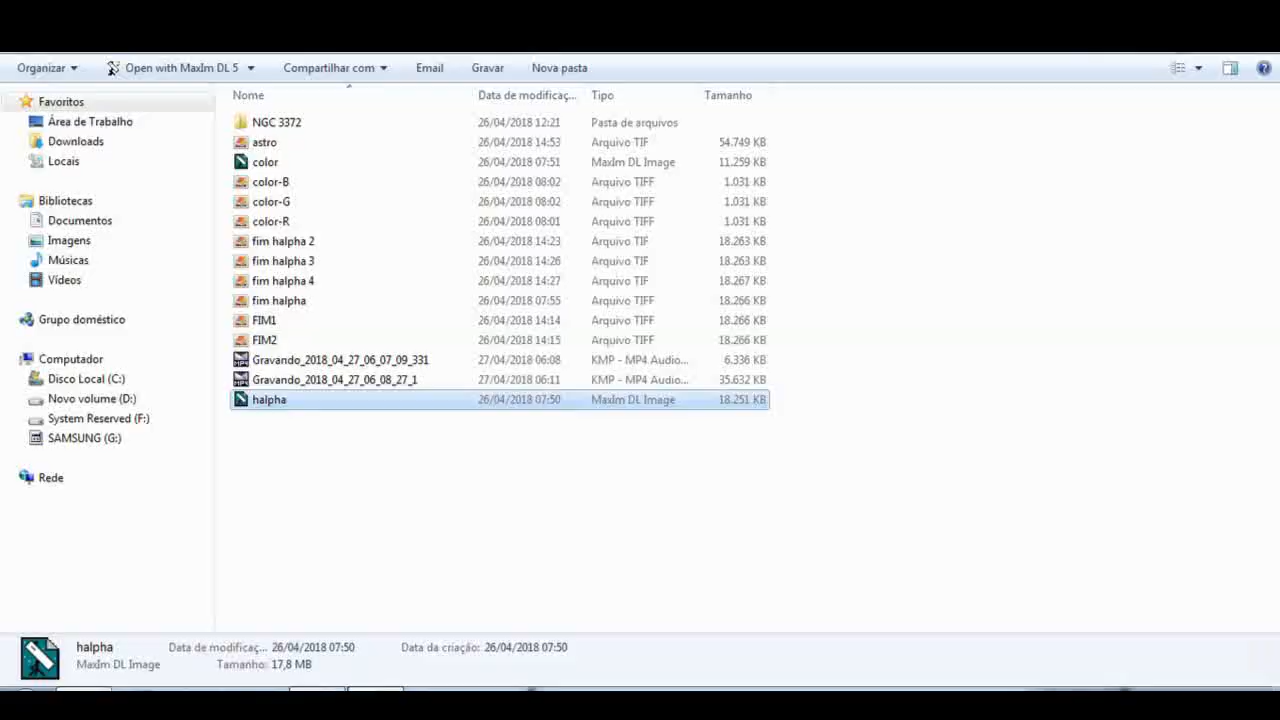 Organizar Open with MaxIm DL 5 Compartilhar com Email Gravar Nova pasta
Favoritos
Área de Trabalho
Downloads
Locais
Bibliotecas
Documentos
Imagens
Músicas
Vídeos
Grupo doméstico
Computador
Disco Local (C:)
Novo volume (D:)
System Reserved (F:)
SAMSUNG (G:)
Rede
Nome Data de modificaç... Tipo Tamanho
NGC 3372 26/04/2018 12:21 Pasta de arquivos
astro 26/04/2018 14:53 Arquivo TIF 54.749 KB
color 26/04/2018 07:51 MaxIm DL Image 11.259 KB
color-B 26/04/2018 08:02 Arquivo TIFF 1.031 KB
color-G 26/04/2018 08:02 Arquivo TIFF 1.031 KB
color-R 26/04/2018 08:01 Arquivo TIFF 1.031 KB
fim halpha 2 26/04/2018 14:23 Arquivo TIF 18.263 KB
fim halpha 3 26/04/2018 14:26 Arquivo TIF 18.263 KB
fim halpha 4 26/04/2018 14:27 Arquivo TIF 18.267 KB
fim halpha 26/04/2018 07:55 Arquivo TIFF 18.266 KB
FIM1 26/04/2018 14:14 Arquivo TIFF 18.266 KB
FIM2 26/04/2018 14:15 Arquivo TIFF 18.266 KB
Gravando_2018_04_27_06_07_09_331 27/04/2018 06:08 KMP - MP4 Audio... 6.336 KB
Gravando_2018_04_27_06_08_27_1 27/04/2018 06:11 KMP - MP4 Audio... 35.632 KB
halpha 26/04/2018 07:50 MaxIm DL Image 18.251 KB
halpha Data de modificaç... 26/04/2018 07:50 Data da criação: 26/04/2018 07:50
MaxIm DL Image Tamanho: 17,8 MB